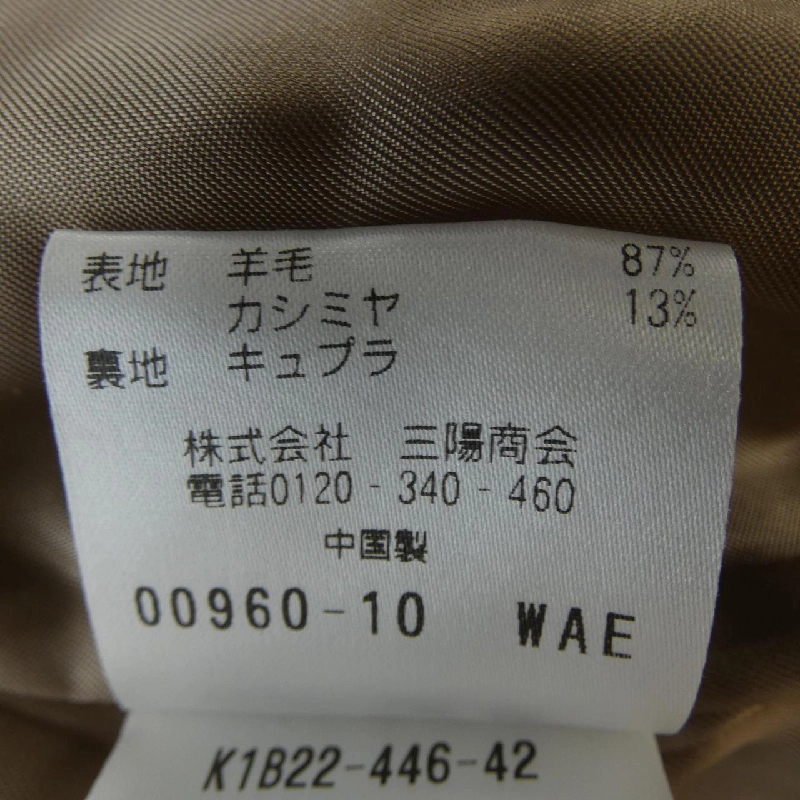 表地 羊毛 87%
カシミヤ 13%
裏地 キュプラ
株式会社 三陽商会
電話0120-340-460
中国製
00960-10 WAE
K1B22-446-42